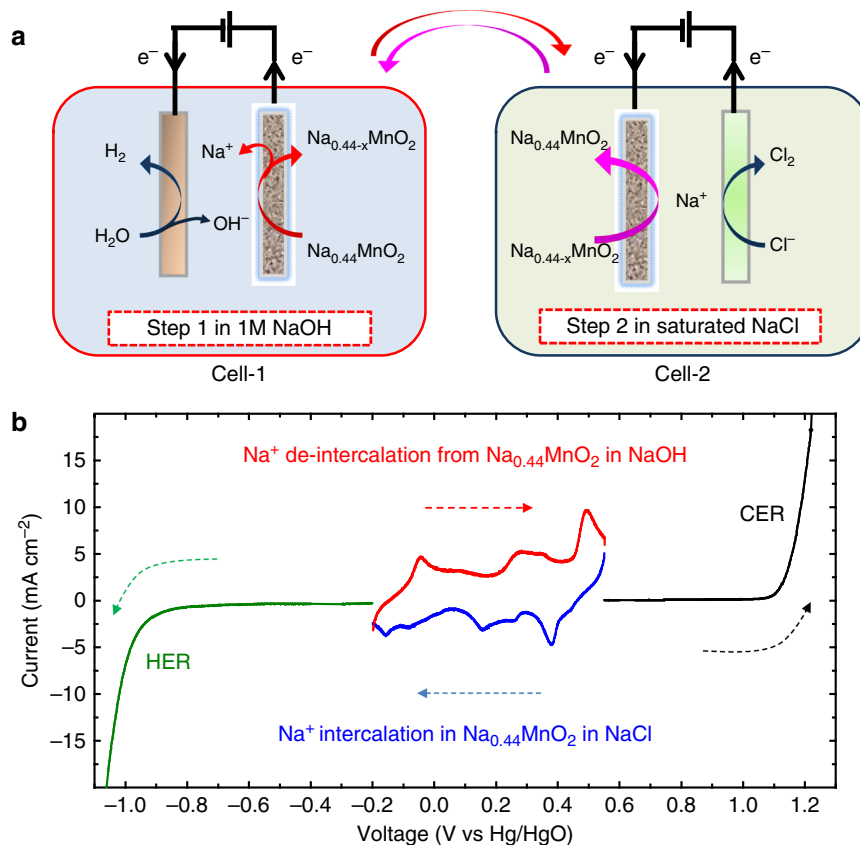 a
e⁻ e⁻ e⁻ e⁻
H₂ Na⁺ Na₀.₄₄₋ₓMnO₂ Na₀.₄₄MnO₂ Na⁺ Cl₂
H₂O OH⁻ Na₀.₄₄MnO₂ Na₀.₄₄₋ₓMnO₂ Cl⁻
Step 1 in 1M NaOH Step 2 in saturated NaCl
Cell-1 Cell-2
b
Na⁺ de-intercalation from Na₀.₄₄MnO₂ in NaOH
CER
HER
Na⁺ intercalation in Na₀.₄₄MnO₂ in NaCl
15
10
5
0
−5
−10
−15
Current (mA cm⁻²)
−1.0 −0.8 −0.6 −0.4 −0.2 0.0 0.2 0.4 0.6 0.8 1.0 1.2
Voltage (V vs Hg/HgO)